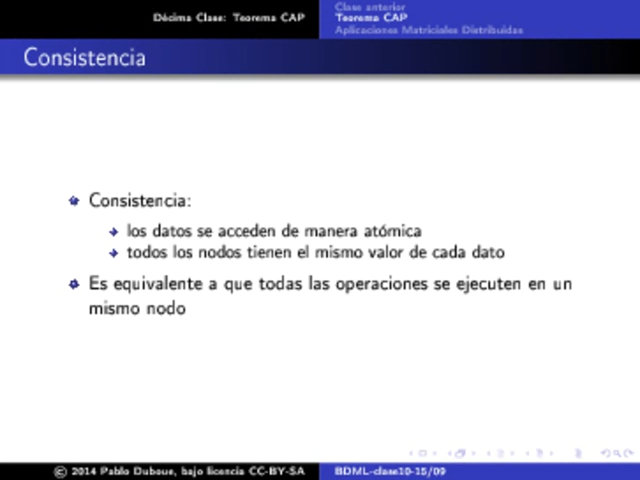 Décima Clase: Teorema CAP
Clase anterior
Teorema CAP
Aplicaciones Matriciales Distribuidas
Consistencia
Consistencia:
los datos se acceden de manera atómica
todos los nodos tienen el mismo valor de cada dato
Es equivalente a que todas las operaciones se ejecuten en un
mismo nodo
© 2014 Pablo Duboue, bajo licencia CC-BY-SA
BDML-clase10-15/09